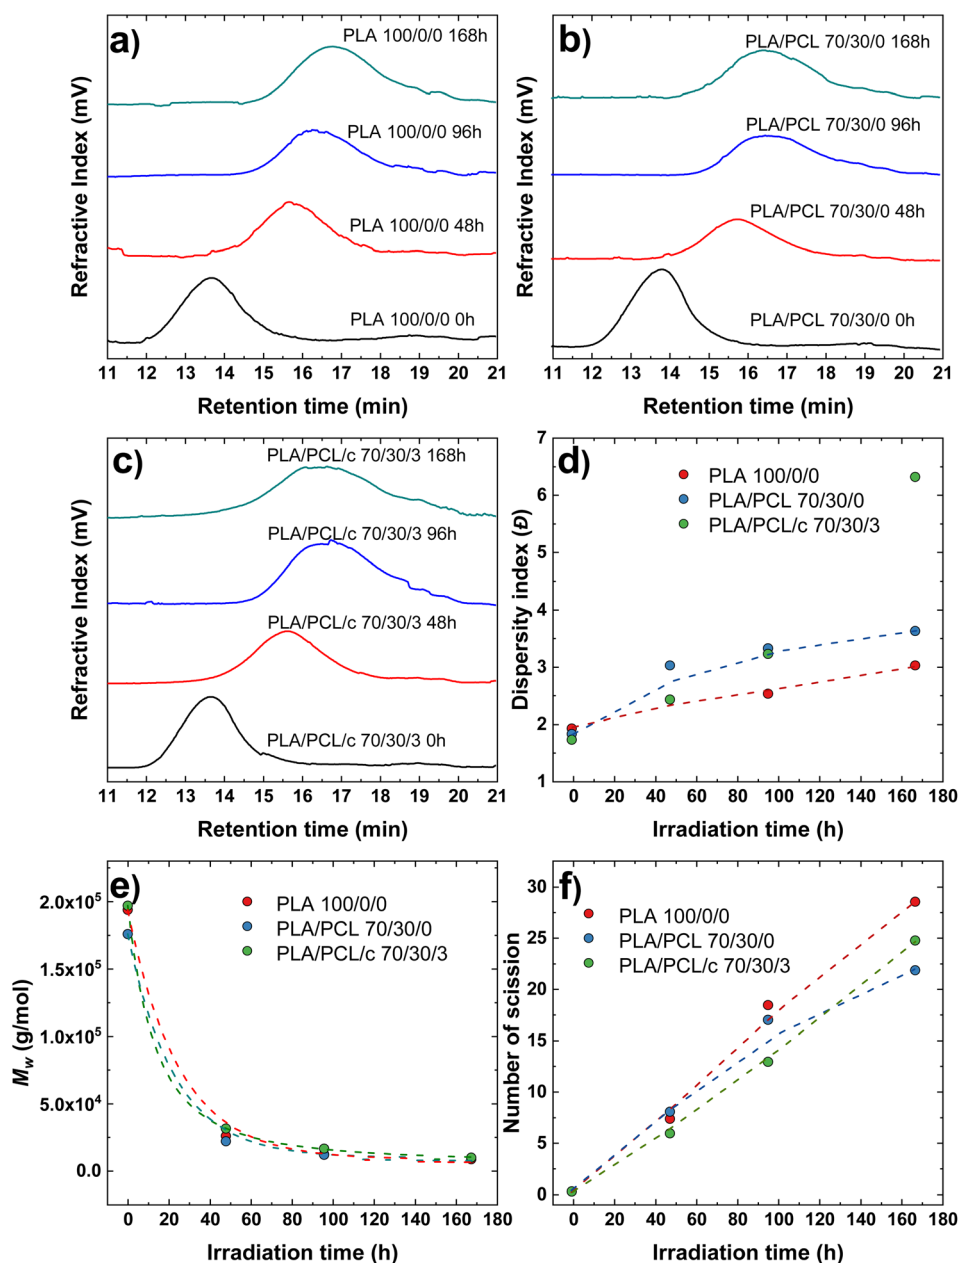 a)
PLA 100/0/0 168h
PLA 100/0/0 96h
PLA 100/0/0 48h
PLA 100/0/0 0h
Refractive Index (mV)
11 12 13 14 15 16 17 18 19 20 21
Retention time (min)
b)
PLA/PCL 70/30/0 168h
PLA/PCL 70/30/0 96h
PLA/PCL 70/30/0 48h
PLA/PCL 70/30/0 0h
Refractive Index (mV)
11 12 13 14 15 16 17 18 19 20 21
Retention time (min)
c)
PLA/PCL/c 70/30/3 168h
PLA/PCL/c 70/30/3 96h
PLA/PCL/c 70/30/3 48h
PLA/PCL/c 70/30/3 0h
Refractive Index (mV)
11 12 13 14 15 16 17 18 19 20 21
Retention time (min)
d)
PLA 100/0/0
PLA/PCL 70/30/0
PLA/PCL/c 70/30/3
Dispersity index (Đ)
7
6
5
4
3
2
1
0 20 40 60 80 100 120 140 160 180
Irradiation time (h)
e)
PLA 100/0/0
PLA/PCL 70/30/0
PLA/PCL/c 70/30/3
Mw (g/mol)
2.0x10⁵
1.5x10⁵
1.0x10⁵
5.0x10⁴
0.0
0 20 40 60 80 100 120 140 160 180
Irradiation time (h)
f)
PLA 100/0/0
PLA/PCL 70/30/0
PLA/PCL/c 70/30/3
Number of scission
30
25
20
15
10
5
0
0 20 40 60 80 100 120 140 160 180
Irradiation time (h)